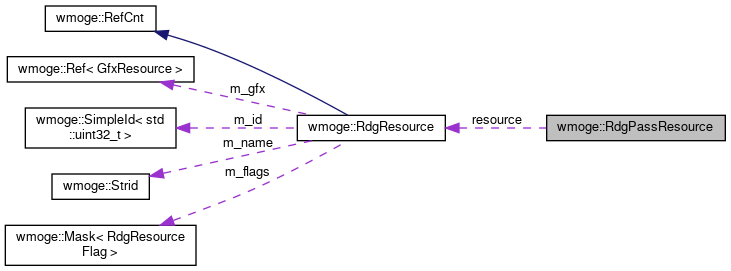 wmoge::RefCnt
wmoge::Ref< GfxResource >
m_gfx
wmoge::SimpleId< std
::uint32_t >
m_id
wmoge::RdgResource
resource
wmoge::RdgPassResource
m_name
wmoge::Strid
m_flags
wmoge::Mask< RdgResource
Flag >